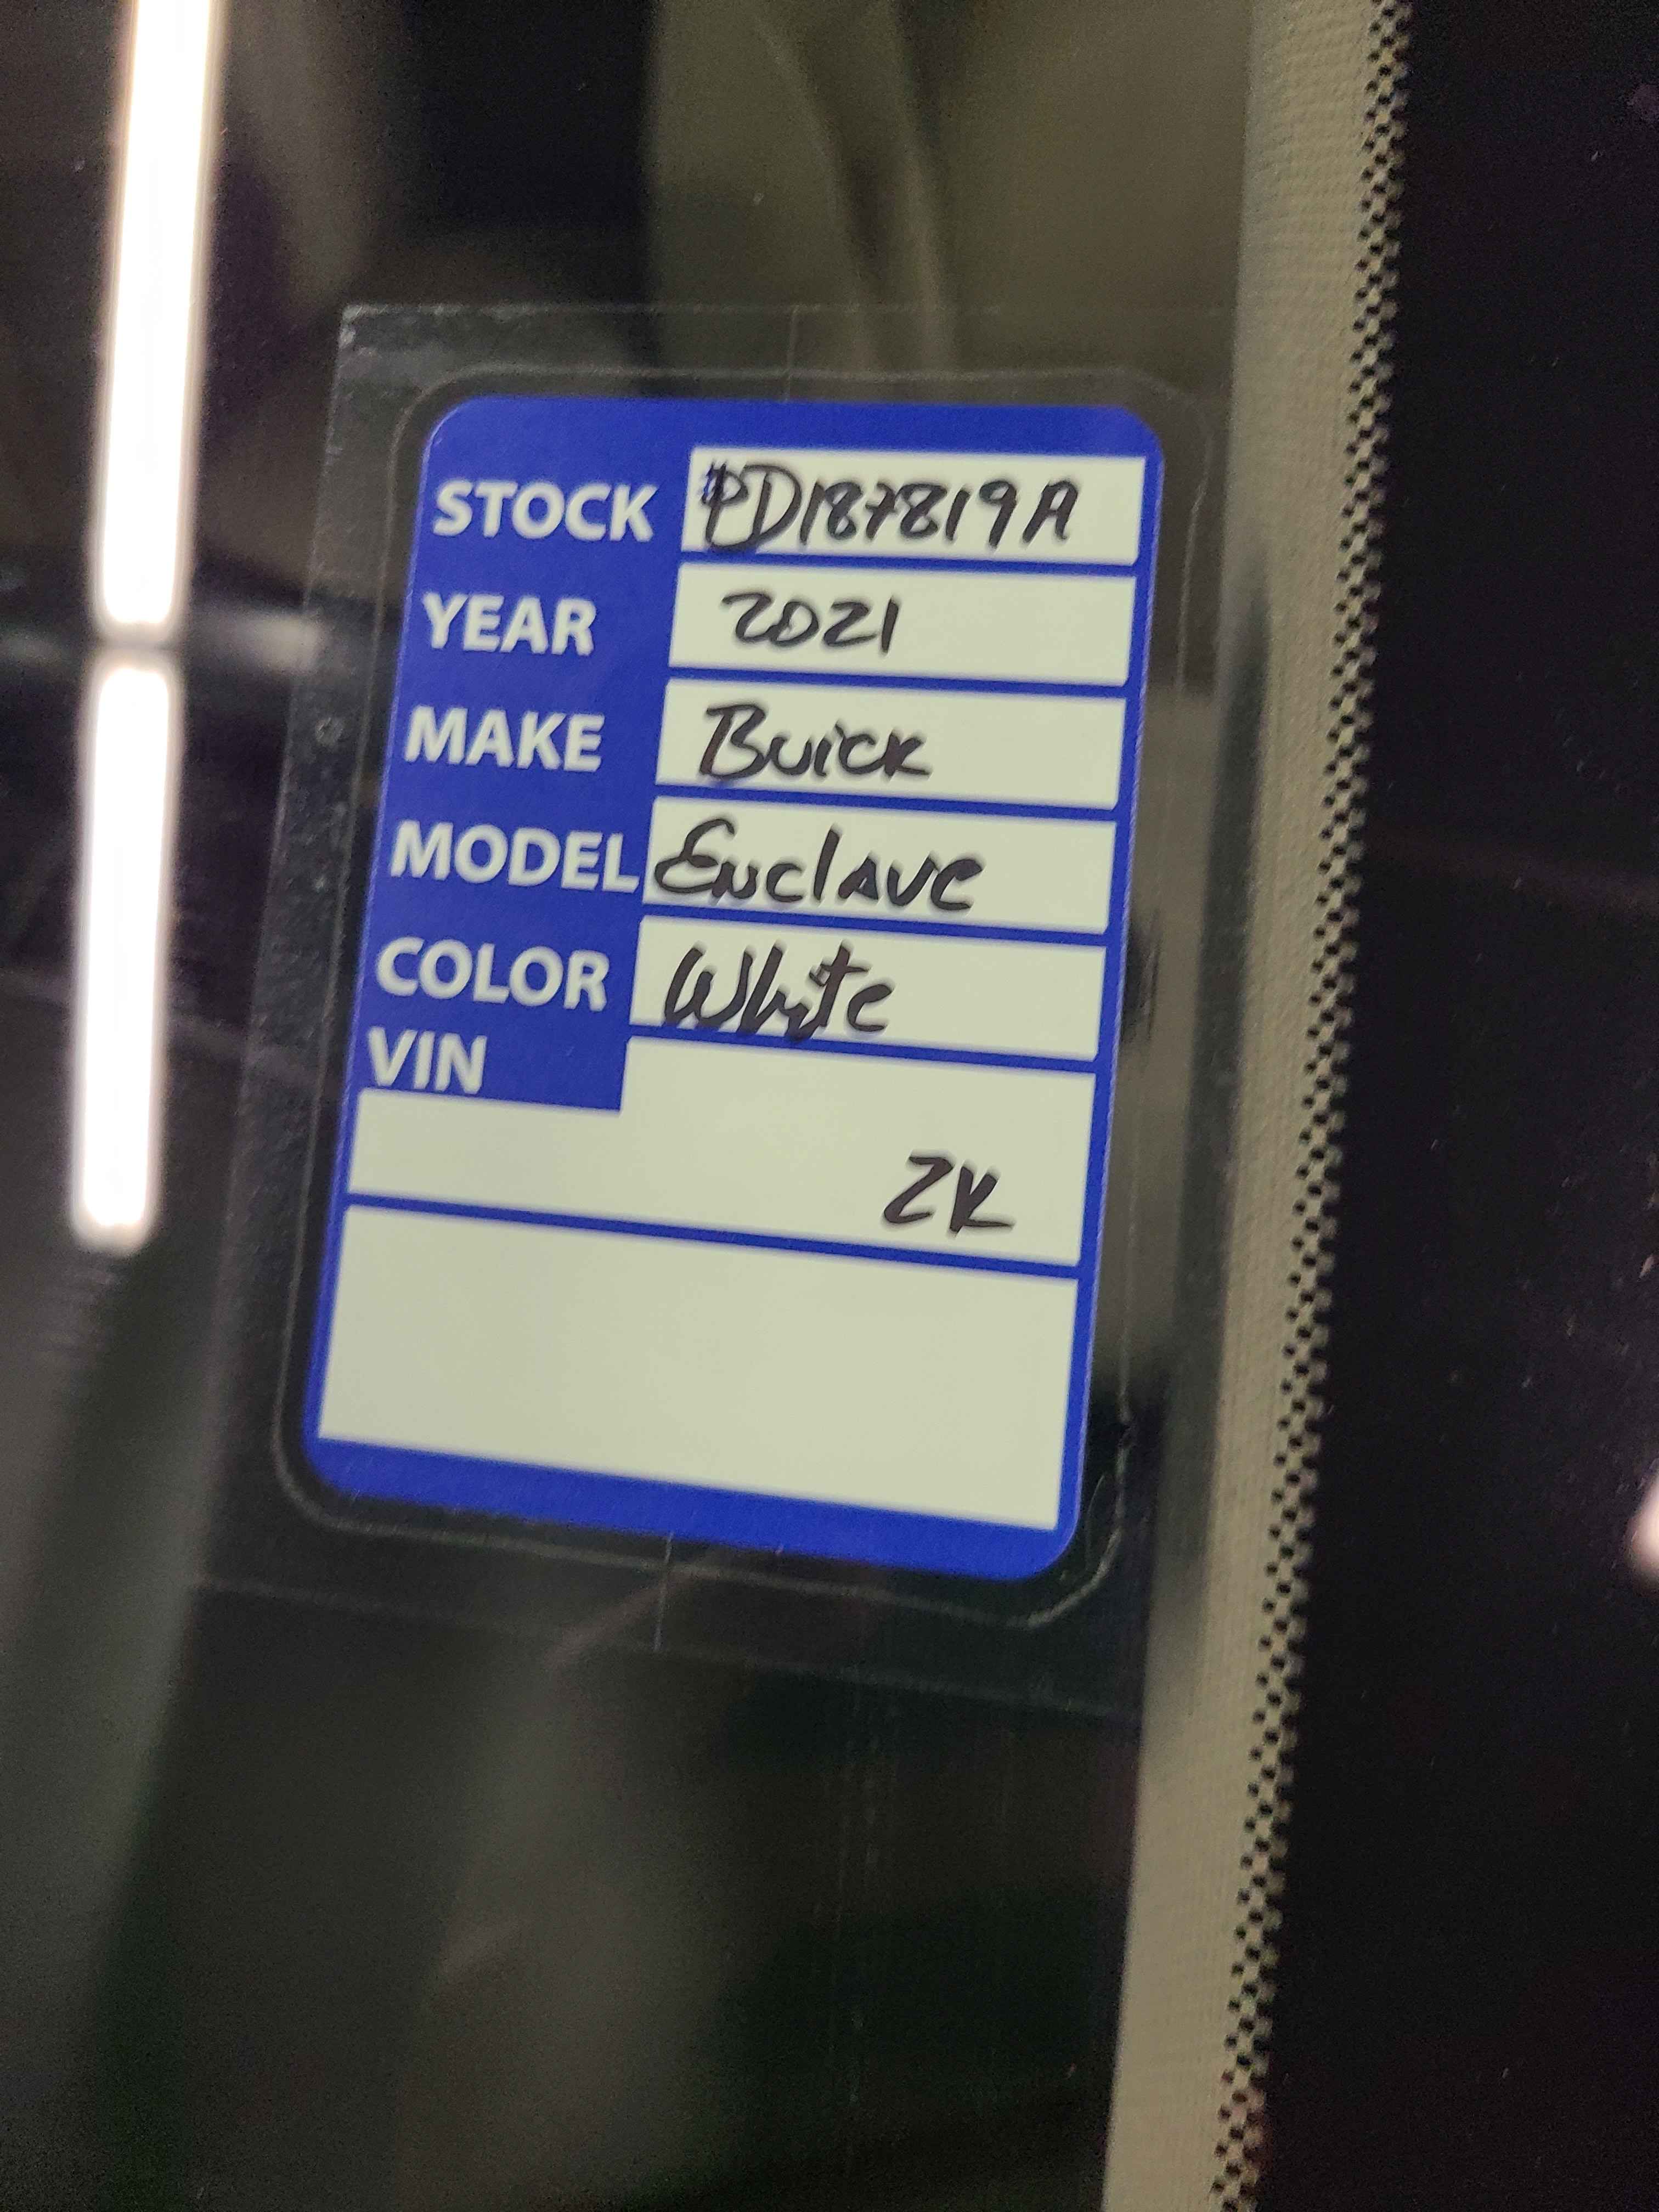 STOCK #PD187819A
YEAR 2021
MAKE Buick
MODEL Enclave
COLOR White
VIN
2K